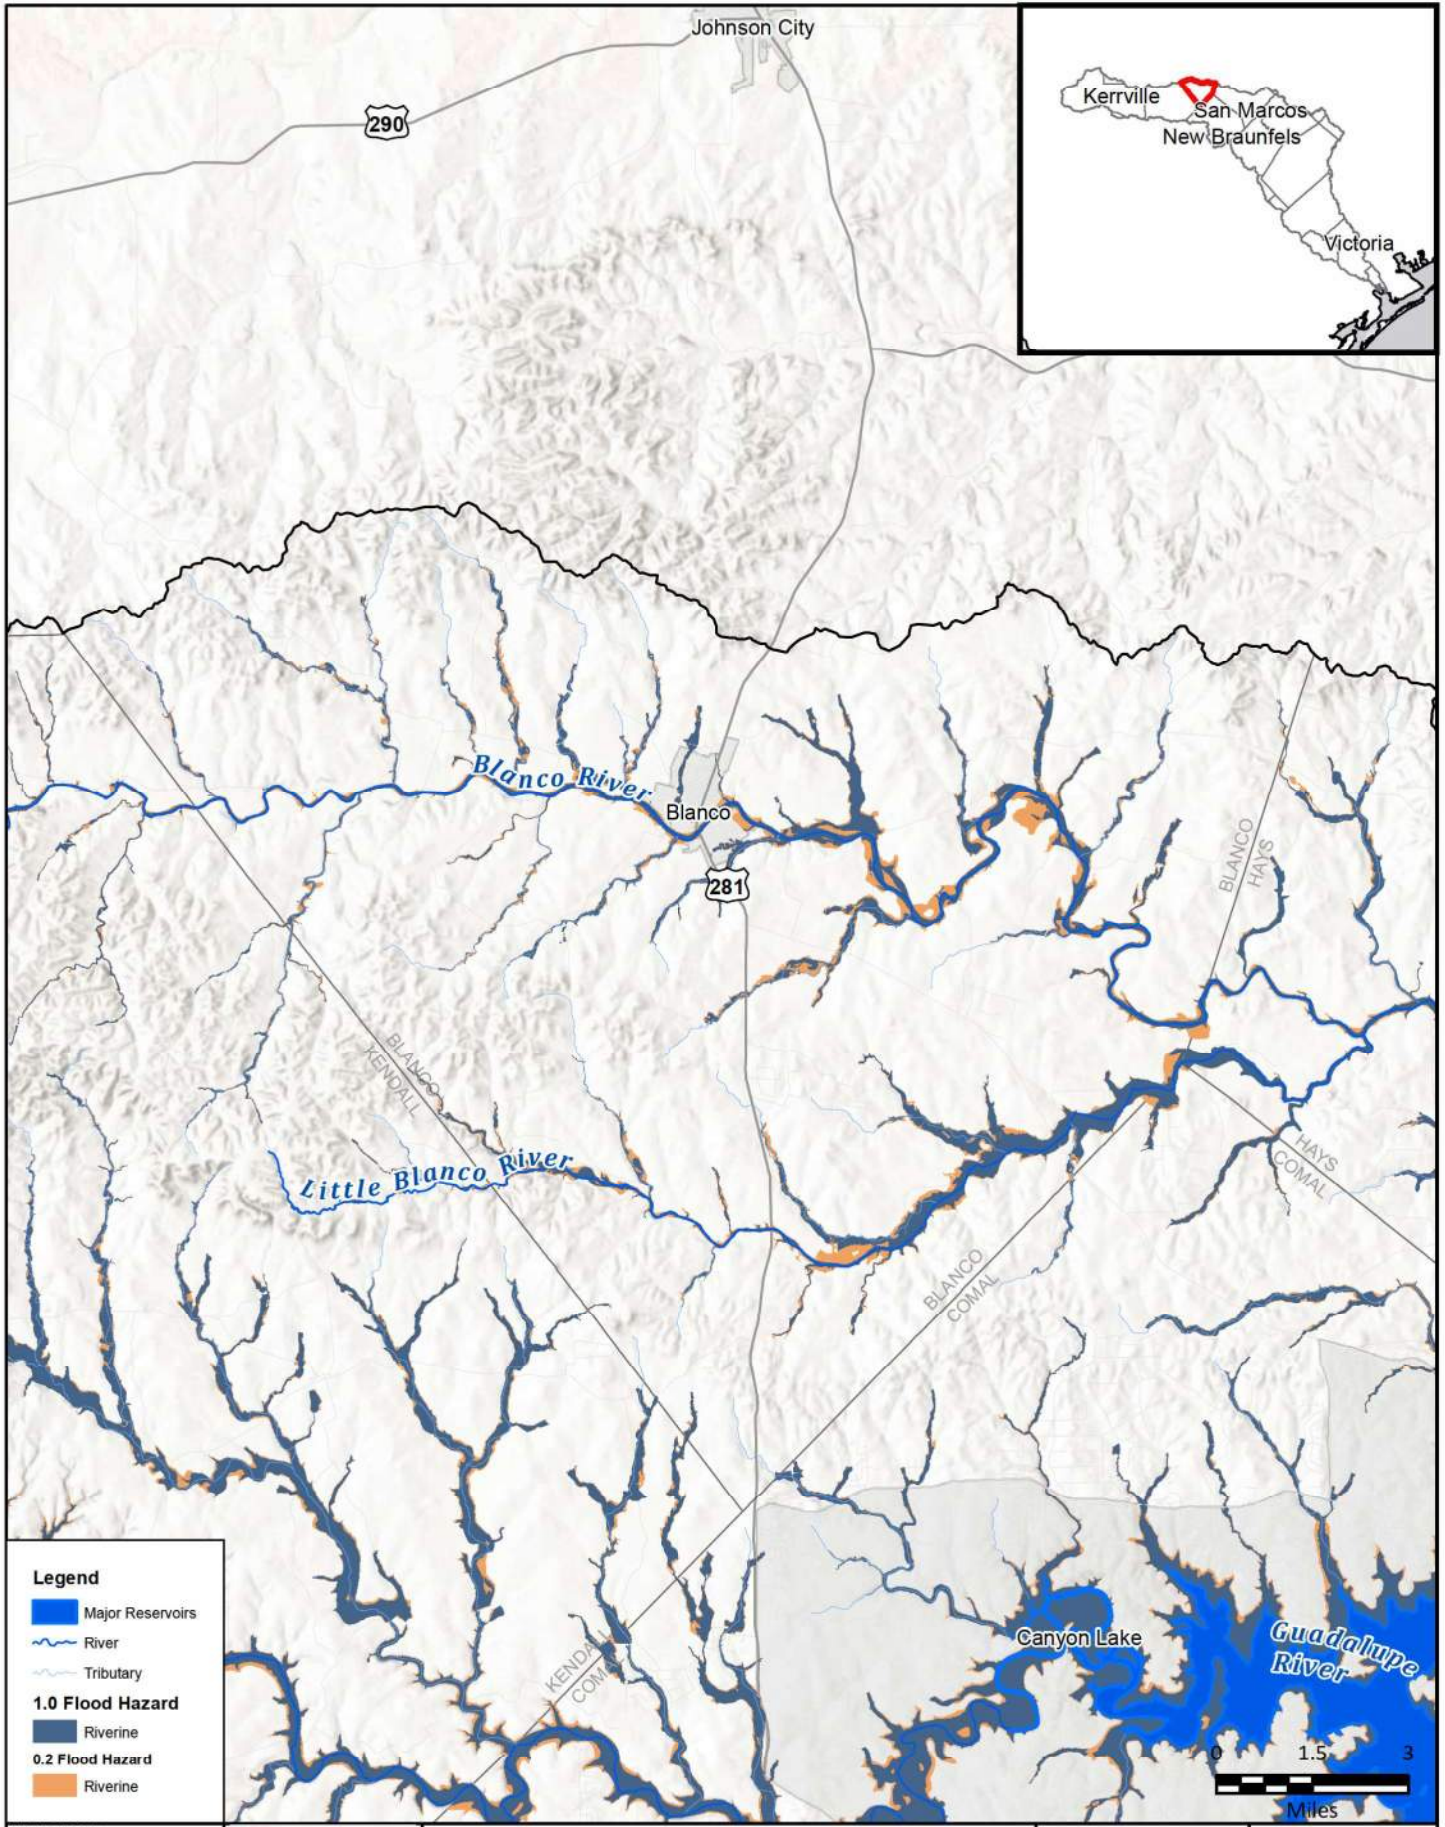 Johnson City
290
Kerrville
San Marcos
New Braunfels
Victoria
Blanco River
Blanco
281
BLANCO
HAYS
BLANCO
KENDALL
Little Blanco River
HAYS
COMAL
BLANCO
COMAL
KENDALL
COMAL
Canyon Lake
Guadalupe
River
Legend
Major Reservoirs
River
Tributary
1.0 Flood Hazard
Riverine
0.2 Flood Hazard
Riverine
0 1.5 3
Miles